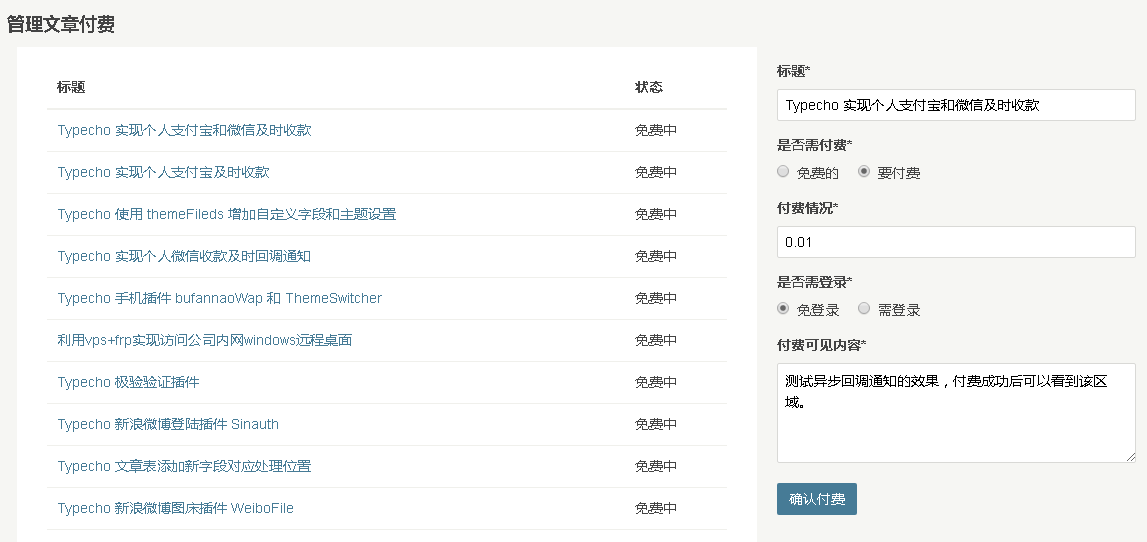 管理文章付费
标题 状态
Typecho 实现个人支付宝和微信及时收款 免费中
Typecho 实现个人支付宝及时收款 免费中
Typecho 使用 themeFileds 增加自定义字段和主题设置 免费中
Typecho 实现个人微信收款及时回调通知 免费中
Typecho 手机插件 bufannaoWap 和 ThemeSwitcher 免费中
利用vps+frp实现访问公司内网windows远程桌面 免费中
Typecho 极验验证插件 免费中
Typecho 新浪微博登陆插件 Sinauth 免费中
Typecho 文章表添加新字段对应处理位置 免费中
Typecho 新浪微博图床插件 WeiboFile 免费中
标题*
Typecho 实现个人支付宝和微信及时收款
是否需付费*
免费的 要付费
付费情况*
0.01
是否需登录*
免登录 需登录
付费可见内容*
测试异步回调通知的效果，付费成功后可以看到该区
域。
确认付费